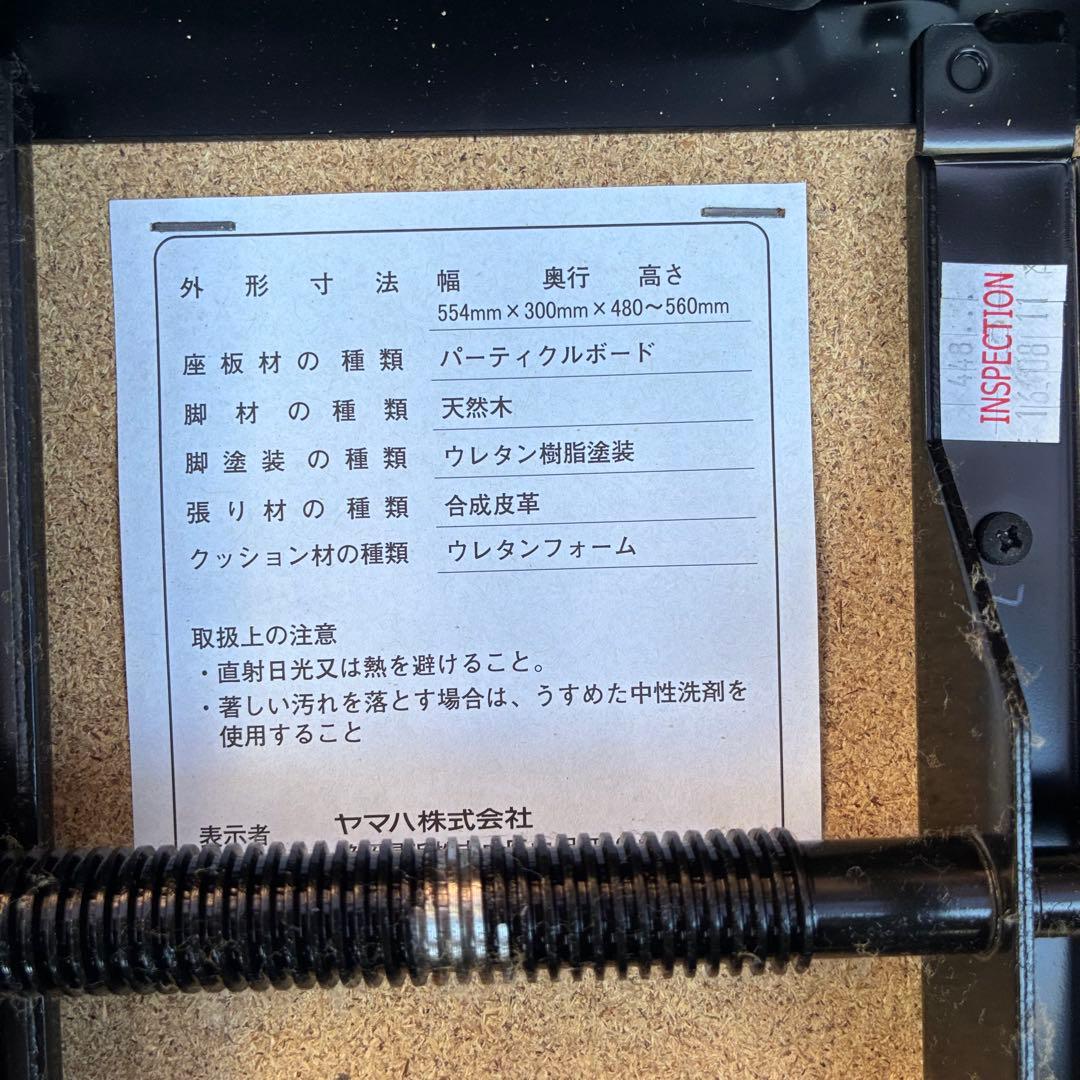 外形寸法 幅 奥行 高さ
554mm×300mm×480〜560mm
座板材の種類 パーティクルボード
脚材の種類 天然木
脚塗装の種類 ウレタン樹脂塗装
張り材の種類 合成皮革
クッション材の種類 ウレタンフォーム
取扱上の注意
・直射日光又は熱を避けること。
・著しい汚れを落とす場合は、うすめた中性洗剤を
使用すること
表示者 ヤマハ株式会社
INSPECTION